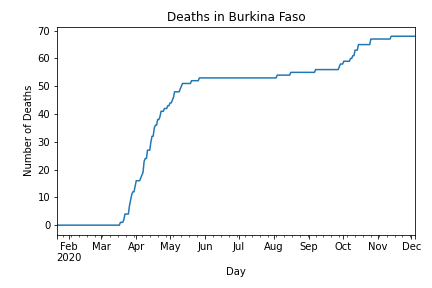 Deaths in Burkina Faso
Number of Deaths
70
60
50
40
30
20
10
0
Feb Mar Apr May Jun Jul Aug Sep Oct Nov Dec
2020
Day